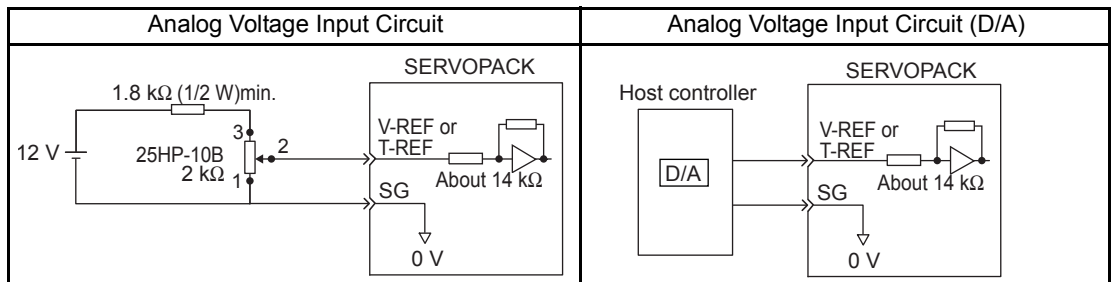 Analog Voltage Input Circuit
SERVOPACK
1.8 kΩ (1/2 W)min.
3
V-REF or
T-REF
12 V
25HP-10B
2
2 kΩ
1
About 14 kΩ
SG
0 V
Analog Voltage Input Circuit (D/A)
SERVOPACK
Host controller
V-REF or
T-REF
D/A
About 14 kΩ
SG
0 V